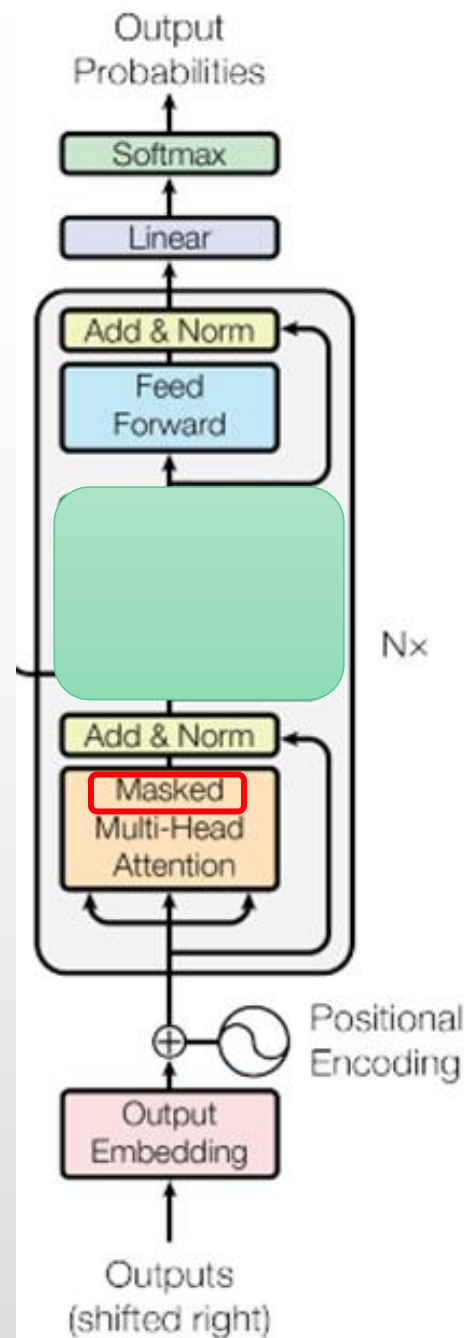 Output
Probabilities
Softmax
Linear
Add & Norm
Feed
Forward
Nx
Add & Norm
Masked
Multi-Head
Attention
Positional
Encoding
Output
Embedding
Outputs
(shifted right)